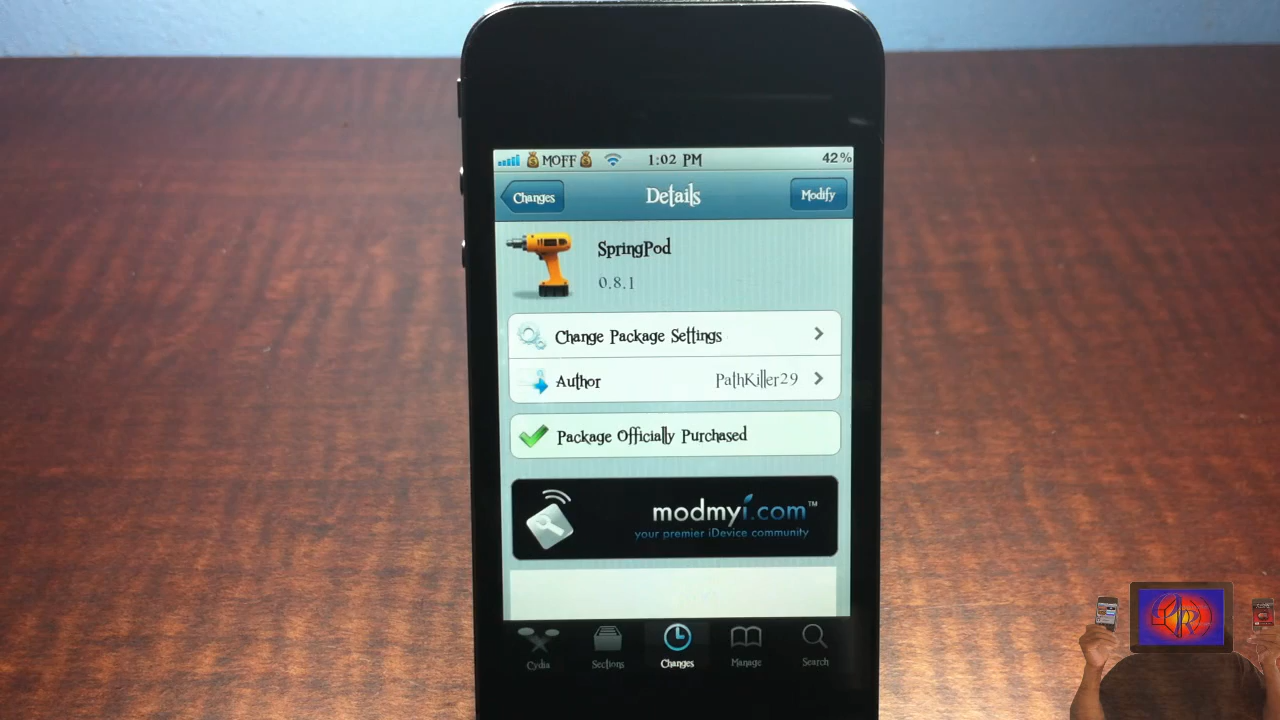 💰MOFF💰 1:02 PM 42%
Changes Details Modify
SpringPod
0.8.1
Change Package Settings
Author PathKiller29
Package Officially Purchased
modmyi.com™
your premier iDevice community
Cydia Sections Changes Manage Search